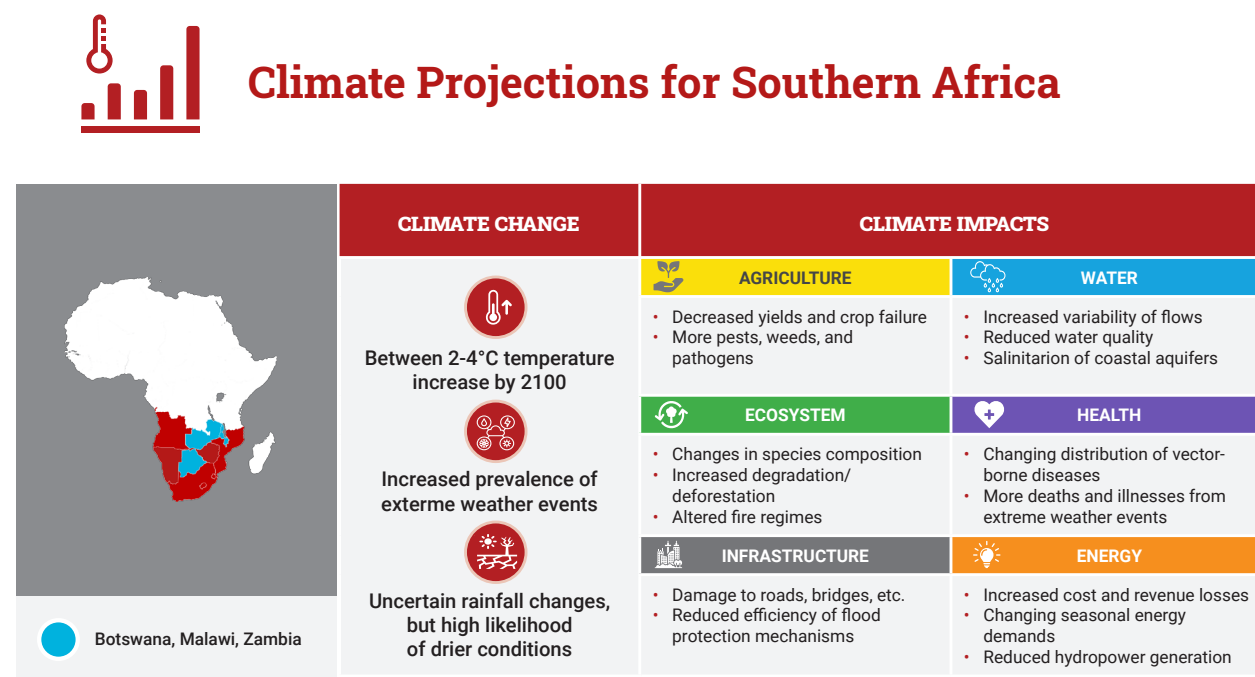 Climate Projections for Southern Africa
CLIMATE CHANGE
Between 2-4°C temperature
increase by 2100
Increased prevalence of
exterme weather events
Uncertain rainfall changes,
but high likelihood
of drier conditions
CLIMATE IMPACTS
AGRICULTURE
• Decreased yields and crop failure
• More pests, weeds, and
pathogens
WATER
• Increased variability of flows
• Reduced water quality
• Salinitarion of coastal aquifers
ECOSYSTEM
• Changes in species composition
• Increased degradation/
deforestation
• Altered fire regimes
HEALTH
• Changing distribution of vector-
borne diseases
• More deaths and illnesses from
extreme weather events
INFRASTRUCTURE
• Damage to roads, bridges, etc.
• Reduced efficiency of flood
protection mechanisms
ENERGY
• Increased cost and revenue losses
• Changing seasonal energy
demands
• Reduced hydropower generation
Botswana, Malawi, Zambia